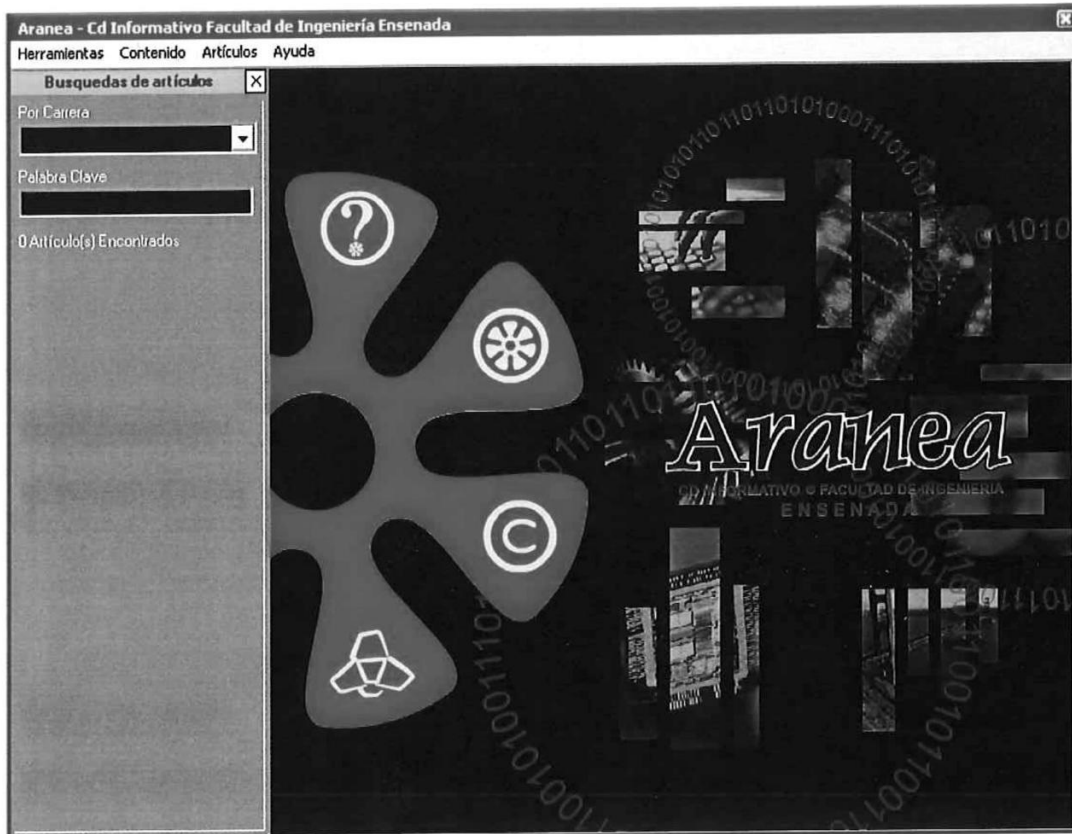 Aranea - Cd Informativo Facultad de Ingeniería Ensenada
Herramientas Contenido Artículos Ayuda
Busquedas de artículos
Por Carrera
Palabra Clave
0 Artículo(s) Encontrados
?
C
Aranea
CD INFORMATIVO © FACULTAD DE INGENIERIA
ENSENADA